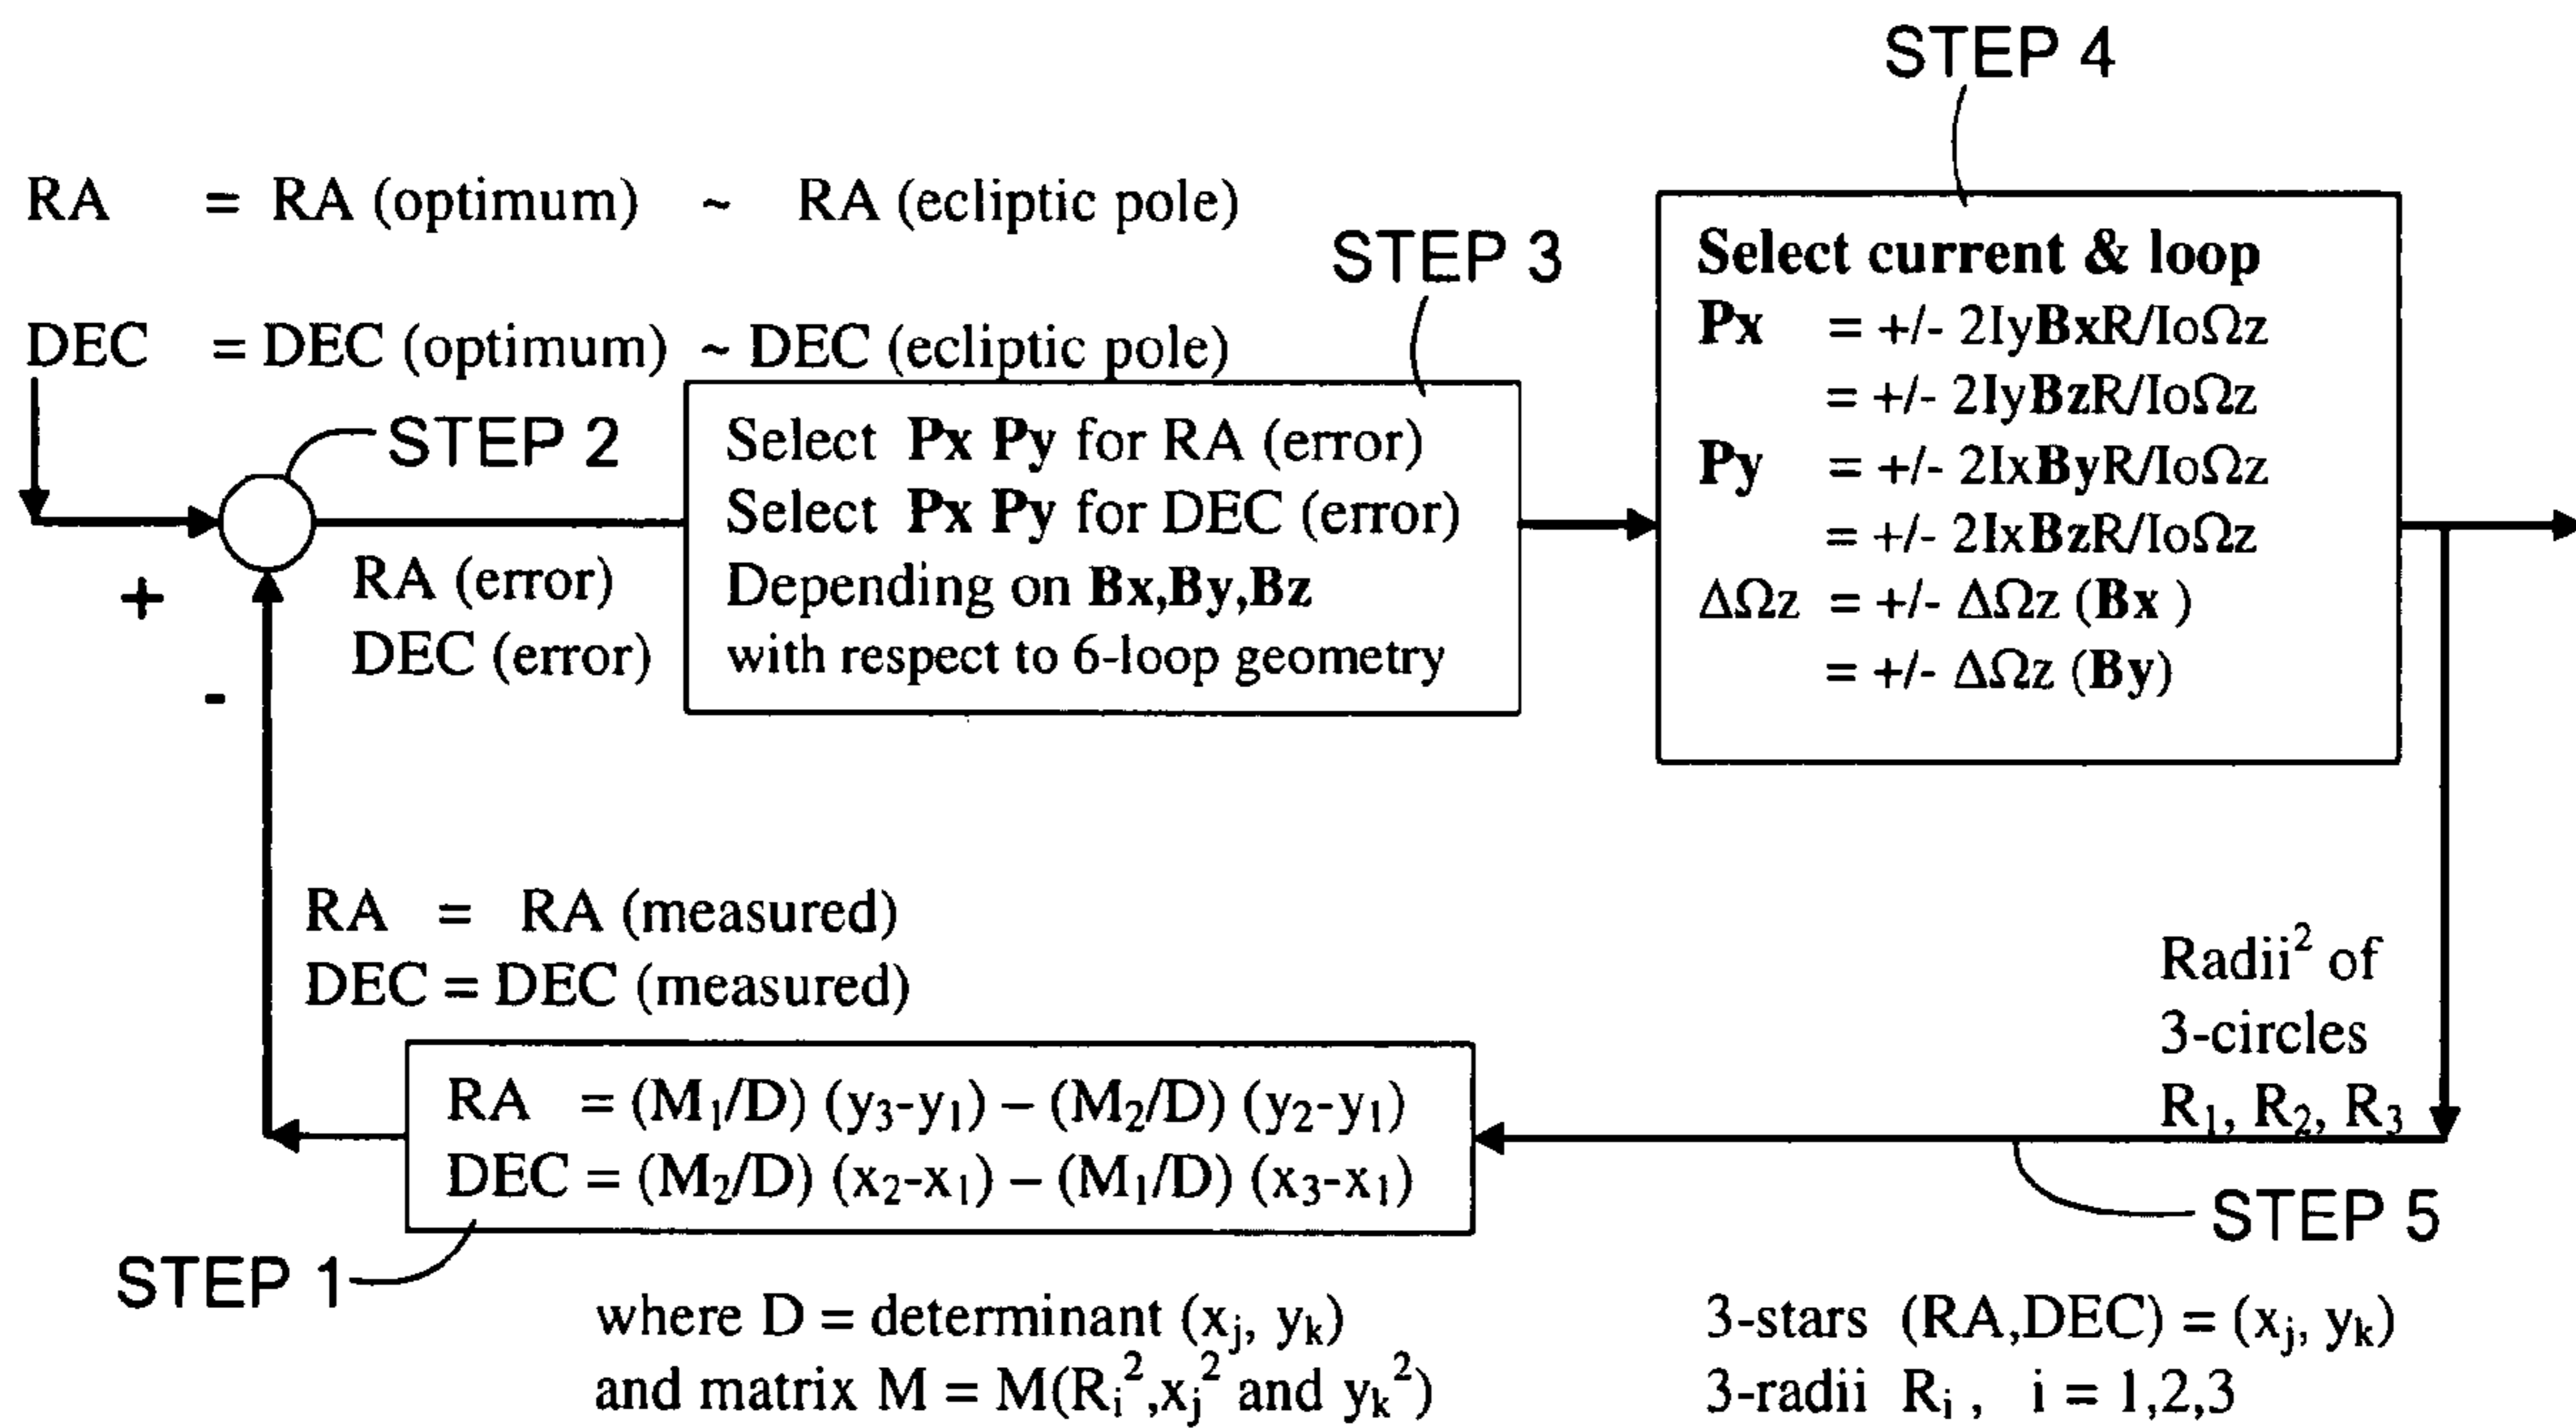 STEP 4
RA = RA (optimum) ~ RA (ecliptic pole)
STEP 3
DEC = DEC (optimum) ~ DEC (ecliptic pole)
STEP 2
+
-
RA (error)
DEC (error)
Select Px Py for RA (error)
Select Px Py for DEC (error)
Depending on Bx,By,Bz
with respect to 6-loop geometry
Select current & loop
Px = +/- 2IyBxR/IoΩz
= +/- 2IyBzR/IoΩz
Py = +/- 2IxByR/IoΩz
= +/- 2IxBzR/IoΩz
ΔΩz = +/- ΔΩz (Bx )
= +/- ΔΩz (By)
RA = RA (measured)
DEC = DEC (measured)
Radii² of
3-circles
R₁, R₂, R₃
RA = (M₁/D) (y₃-y₁) – (M₂/D) (y₂-y₁)
DEC = (M₂/D) (x₂-x₁) – (M₁/D) (x₃-x₁)
STEP 5
STEP 1
where D = determinant (xⱼ, yₖ)
and matrix M = M(Rᵢ²,xⱼ² and yₖ²)
3-stars (RA,DEC) = (xⱼ, yₖ)
3-radii Rᵢ , i = 1,2,3